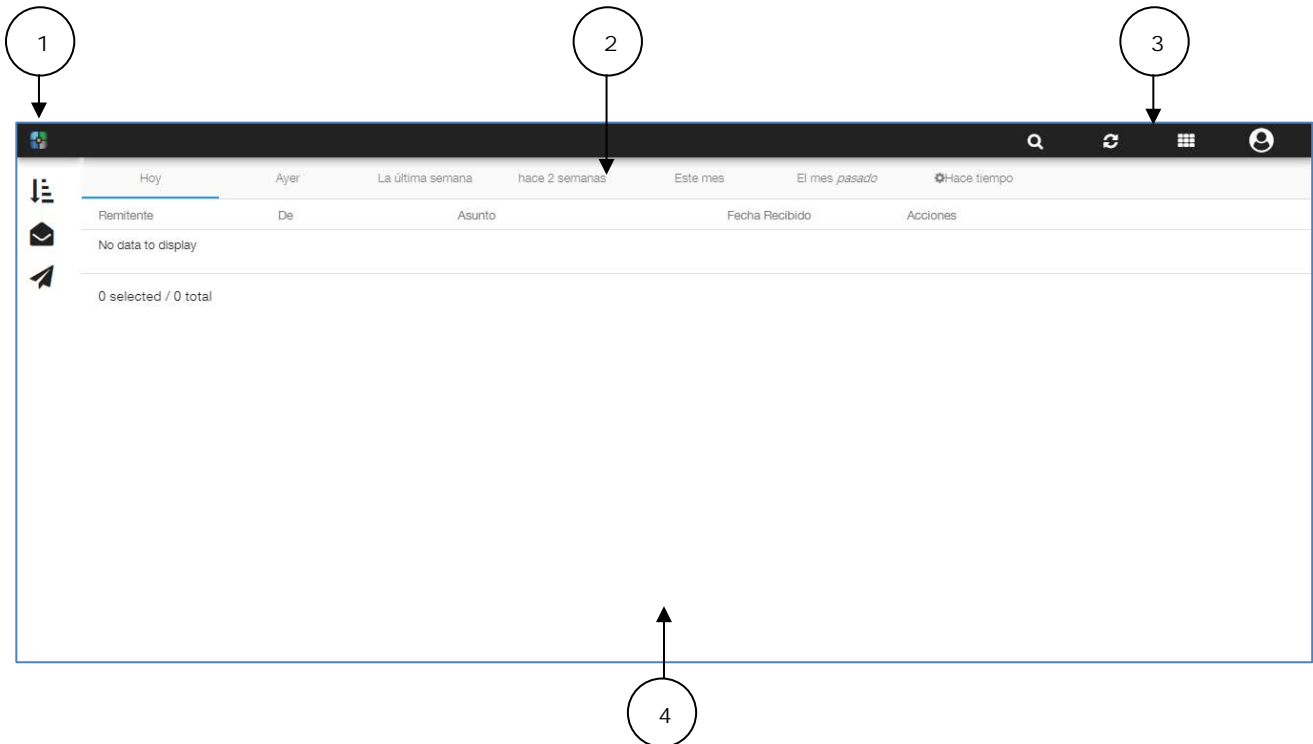 1 2 3
Hoy Ayer La última semana hace 2 semanas Este mes El mes pasado Hace tiempo
Remitente De Asunto Fecha Recibido Acciones
No data to display
0 selected / 0 total
4